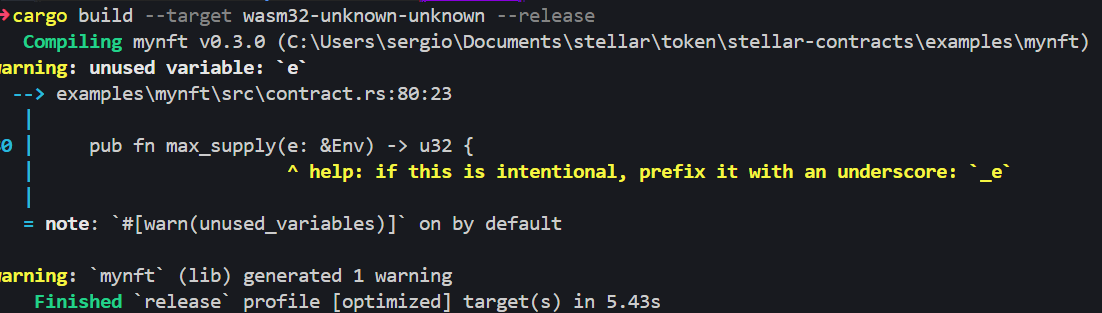 cargo build --target wasm32-unknown-unknown --release
Compiling mynft v0.3.0 (C:\Users\sergio\Documents\stellar\token\stellar-contracts\examples\mynft)
arning: unused variable: `e`
--> examples\mynft\src\contract.rs:80:23
|
0 | pub fn max_supply(e: &Env) -> u32 {
| ^ help: if this is intentional, prefix it with an underscore: `_e`
|
= note: `#[warn(unused_variables)]` on by default
arning: `mynft` (lib) generated 1 warning
Finished `release` profile [optimized] target(s) in 5.43s